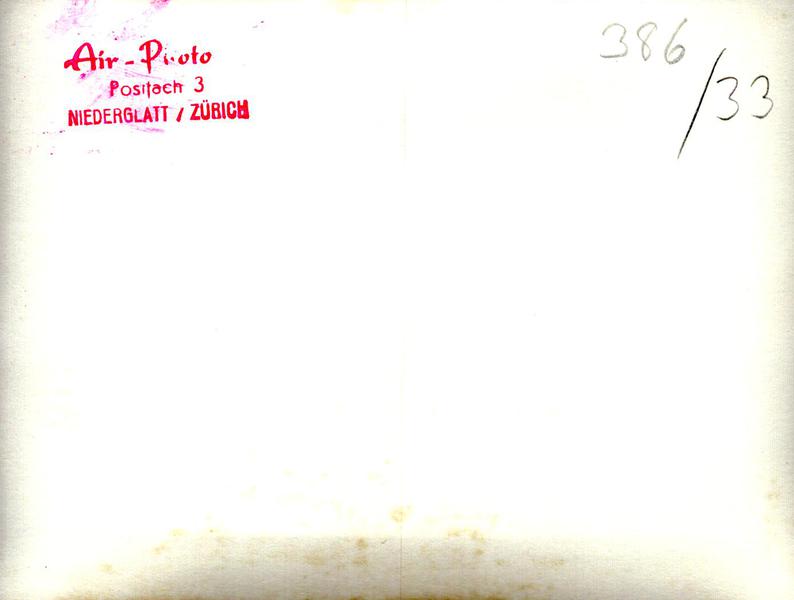 Air-Photo
Postfach 3
NIEDERGLATT / ZÜRICH
386
/33